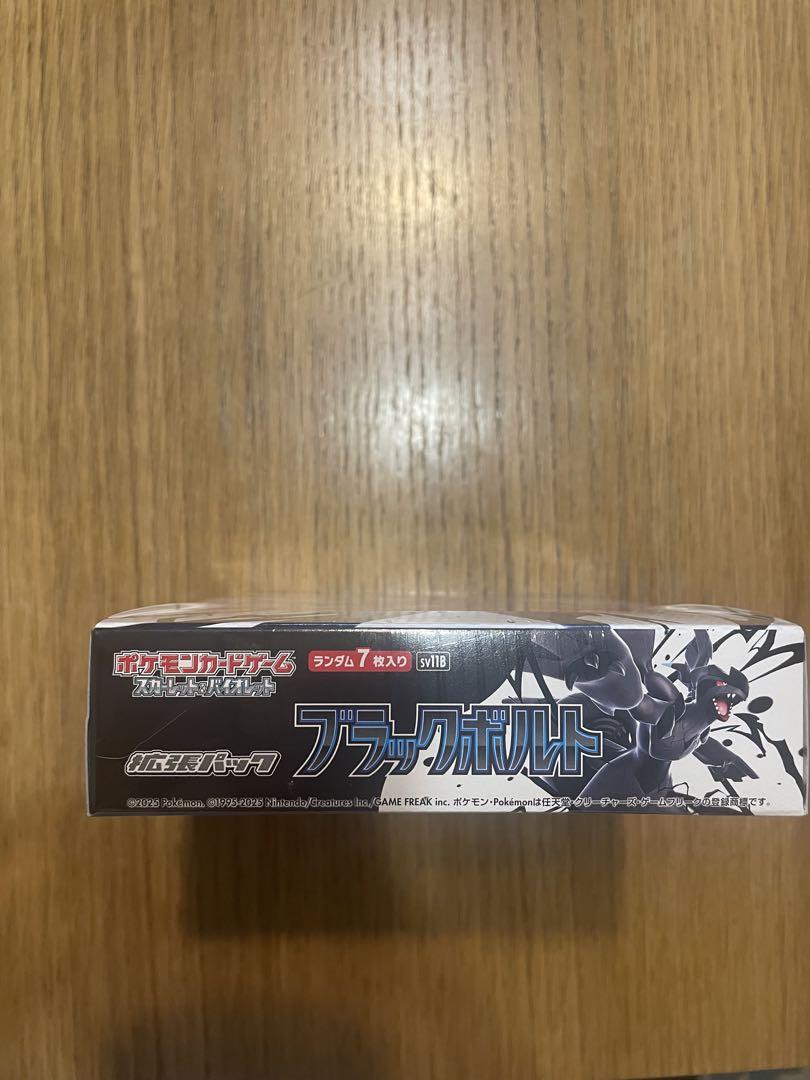 ポケモンカードゲーム
スカーレット&バイオレット
ランダム7枚入り
sv11B
拡張パック
ブラックボルト
©2025 Pokémon. ©1995-2025 Nintendo/Creatures Inc./GAME FREAK inc. ポケモン・Pokémonは任天堂・クリーチャーズ・ゲームフリークの登録商標です。